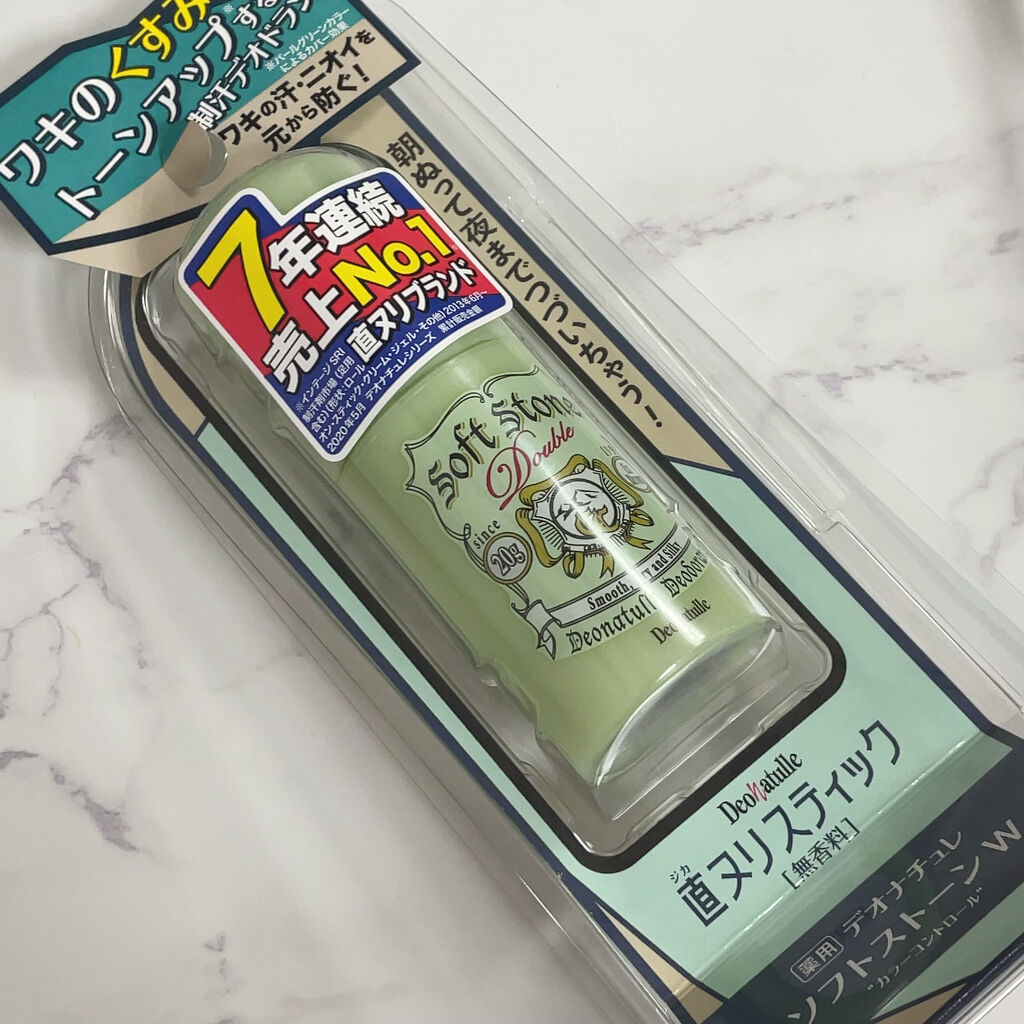 ワキのくすみ※
トーンアップする
制汗デオドラン
※パールグリーンカラー
によるカバー効果
ワキの汗・ニオイを
元から防ぐ!
朝ぬって夜までつづいちゃう!
7年連続
売上No.1
直ヌリブランド
※インテージSRI
制汗剤市場(足用
含む)(形状:ロール
オン・スティック・クリーム・ジェル・その他)2013年6月~
2020年5月 デオナチュレシリーズ 累計販売金額
Soft Stone
Double
since
20g
Smooth, and Silky
Deonatulle
DeoNatulle
ジカ
直ヌリスティック
[無香料]
薬用 デオナチュレ
ソフトストーンW
"カラーコントロール"